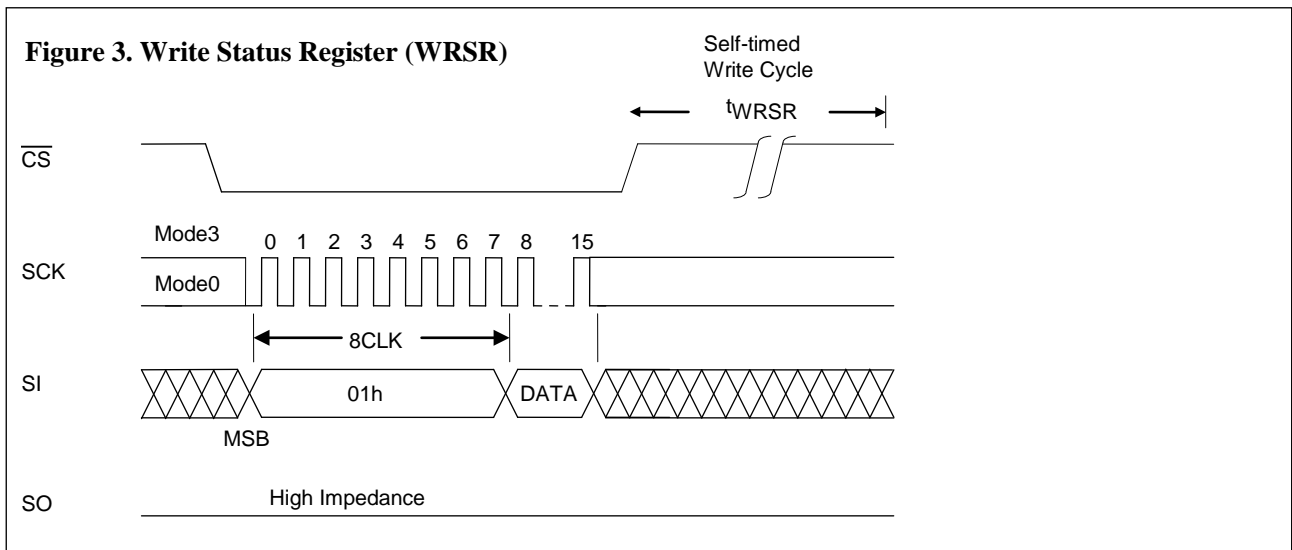 Figure 3. Write Status Register (WRSR)
Self-timed
Write Cycle
tWRSR
CS
Mode3
0 1 2 3 4 5 6 7 8 15
SCK
Mode0
8CLK
SI
01h
DATA
MSB
High Impedance
SO